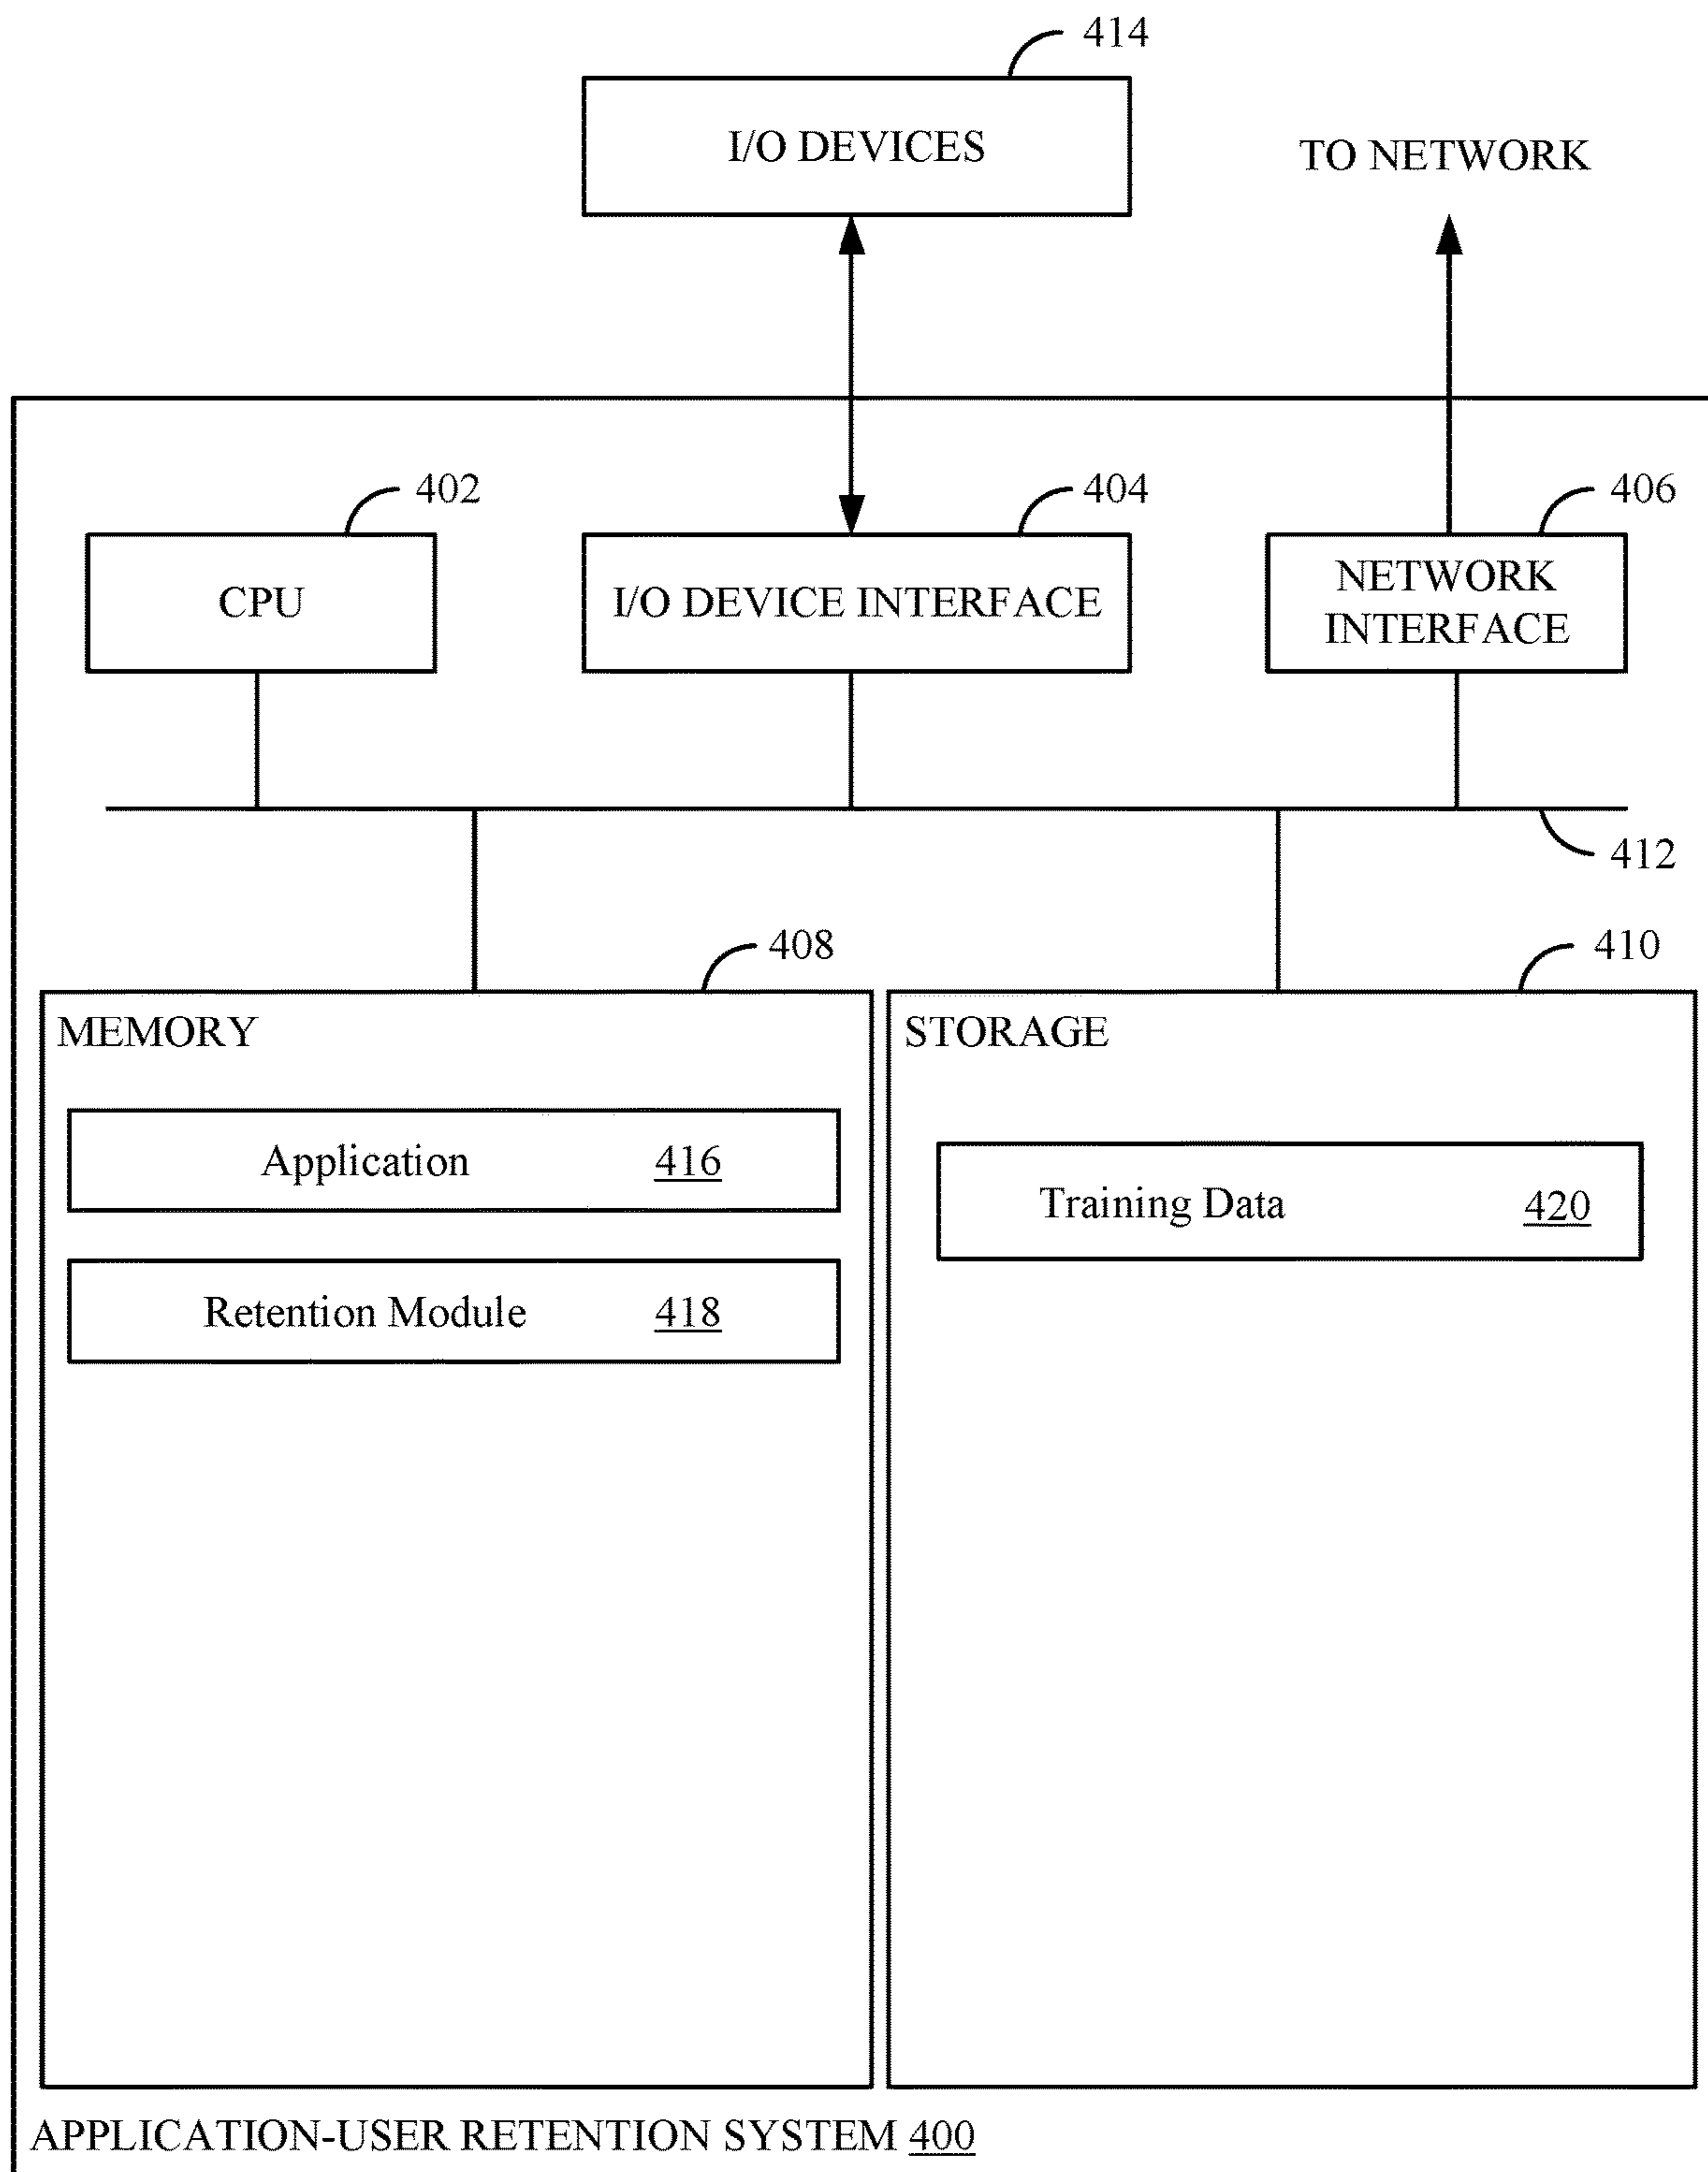 414
I/O DEVICES
TO NETWORK
402
404
406
CPU
I/O DEVICE INTERFACE
NETWORK
INTERFACE
412
408
410
MEMORY
STORAGE
Application 416
Training Data 420
Retention Module 418
APPLICATION-USER RETENTION SYSTEM 400